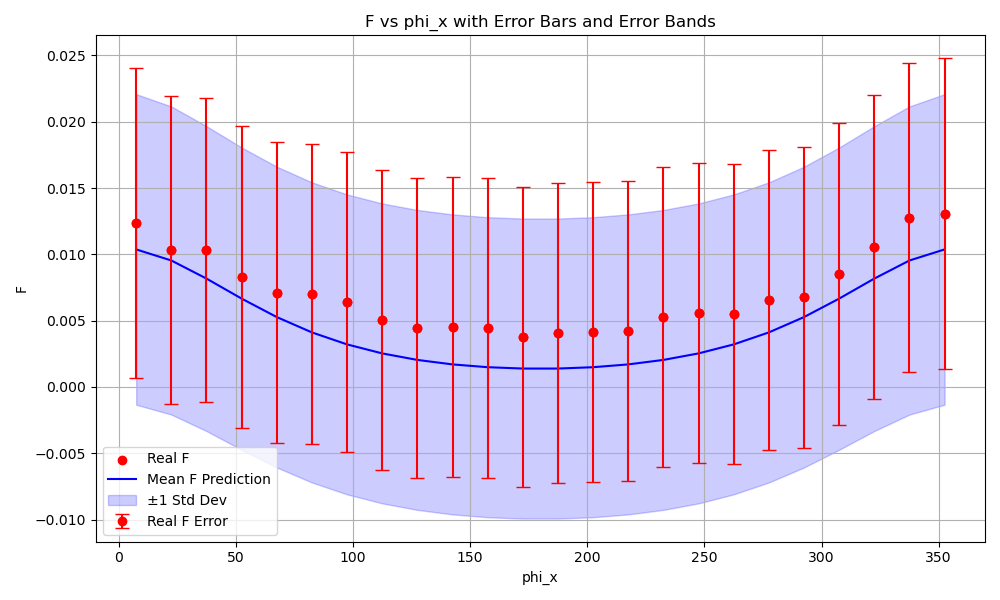 F vs phi_x with Error Bars and Error Bands
0.025
0.020
0.015
0.010
0.005
0.000
−0.005
−0.010
F
Real F
Mean F Prediction
±1 Std Dev
Real F Error
0 50 100 150 200 250 300 350
phi_x